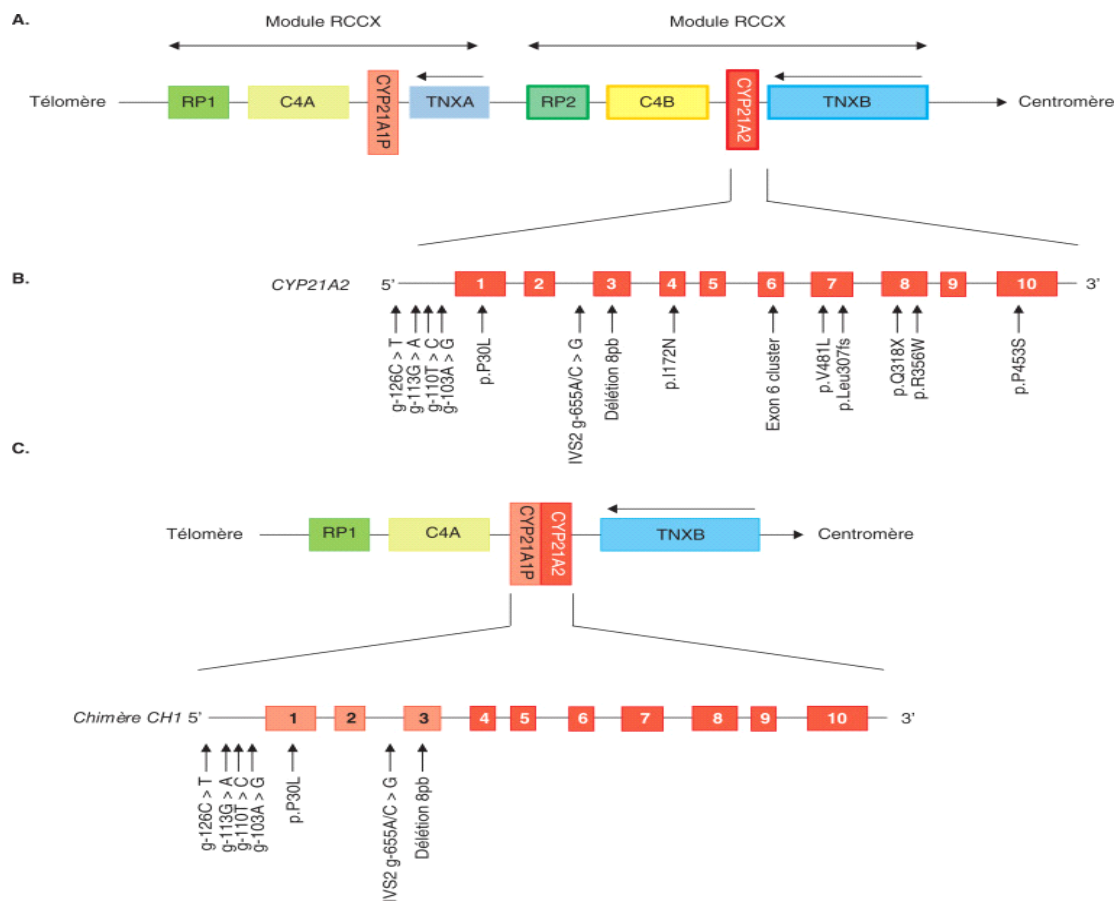 A.
Module RCCX
Module RCCX
Télomère
RP1
C4A
CYP21A1P
TNXA
RP2
C4B
CYP21A2
TNXB
Centromère
B.
CYP21A2
5'
1
2
3
4
5
6
7
8
9
10
3'
g-126C > T
g-113G > A
g-110T > C
g-103A > G
p.P30L
IVS2 g-655A/C > G
Délétion 8pb
p.I172N
Exon 6 cluster
p.V481L
p.Leu307fs
p.Q318X
p.R356W
p.P453S
C.
Télomère
RP1
C4A
CYP21A1P
CYP21A2
TNXB
Centromère
Chimère CH1 5'
1
2
3
4
5
6
7
8
9
10
3'
g-126C > T
g-113G > A
g-110T > C
g-103A > G
p.P30L
IVS2 g-655A/C > G
Délétion 8pb